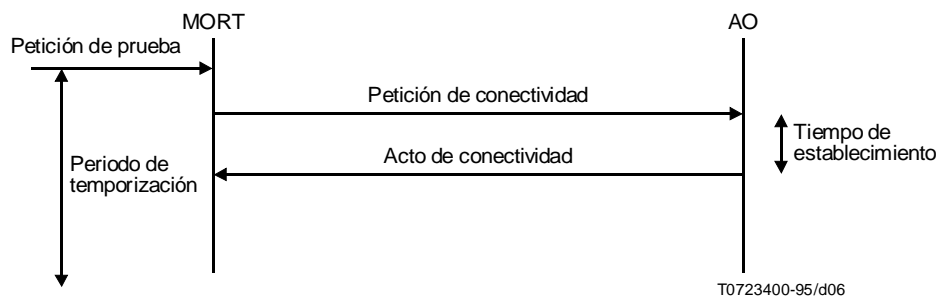 MORT
AO
Petición de prueba
Petición de conectividad
Tiempo de
establecimiento
Acto de conectividad
Periodo de
temporización
T0723400-95/d06